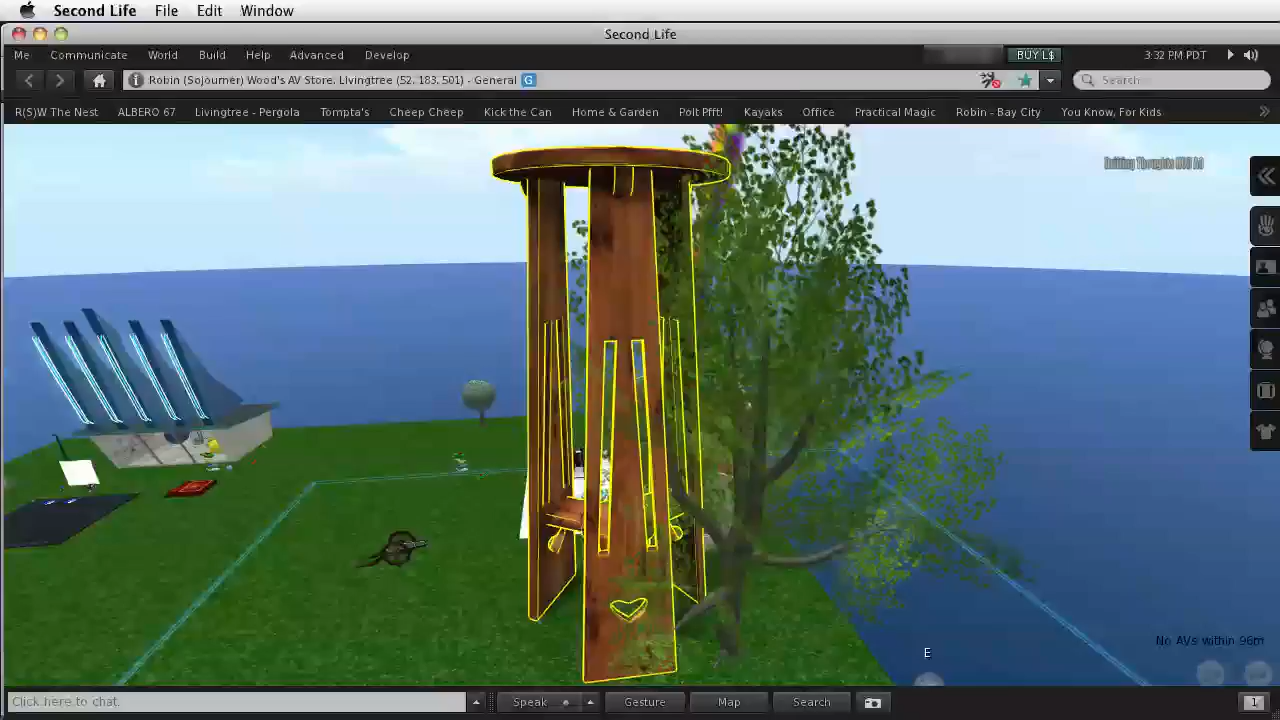 Second Life File Edit Window
Second Life
Me Communicate World Build Help Advanced Develop BUY L$ 3:32 PM PDT
Robin (Sojourner) Wood's AV Store, LIvingtree (52, 183, 501) - General G Search
R(S)W The Nest ALBERO 67 Livingtree - Pergola Tompta's Cheep Cheep Kick the Can Home & Garden Polt Pfft! Kayaks Office Practical Magic Robin - Bay City You Know, For Kids
No AVs within 96m
E
Click here to chat. Speak Gesture Map Search 1